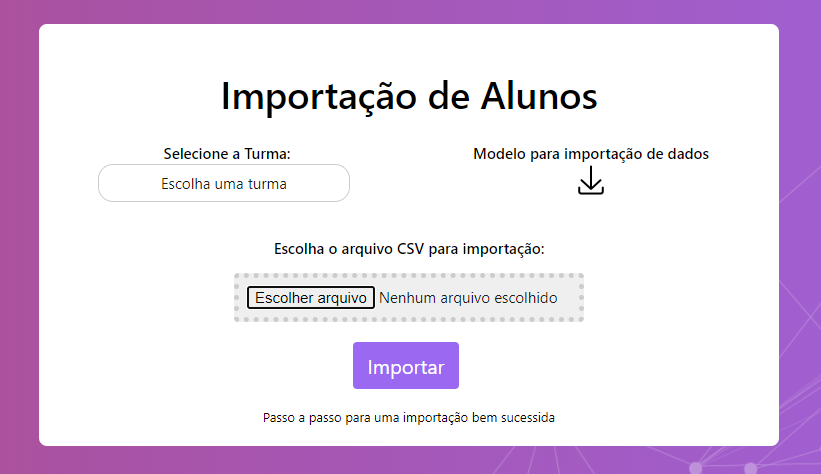 Importação de Alunos
Selecione a Turma:
Escolha uma turma
Modelo para importação de dados
Escolha o arquivo CSV para importação:
Escolher arquivo Nenhum arquivo escolhido
Importar
Passo a passo para uma importação bem sucessida